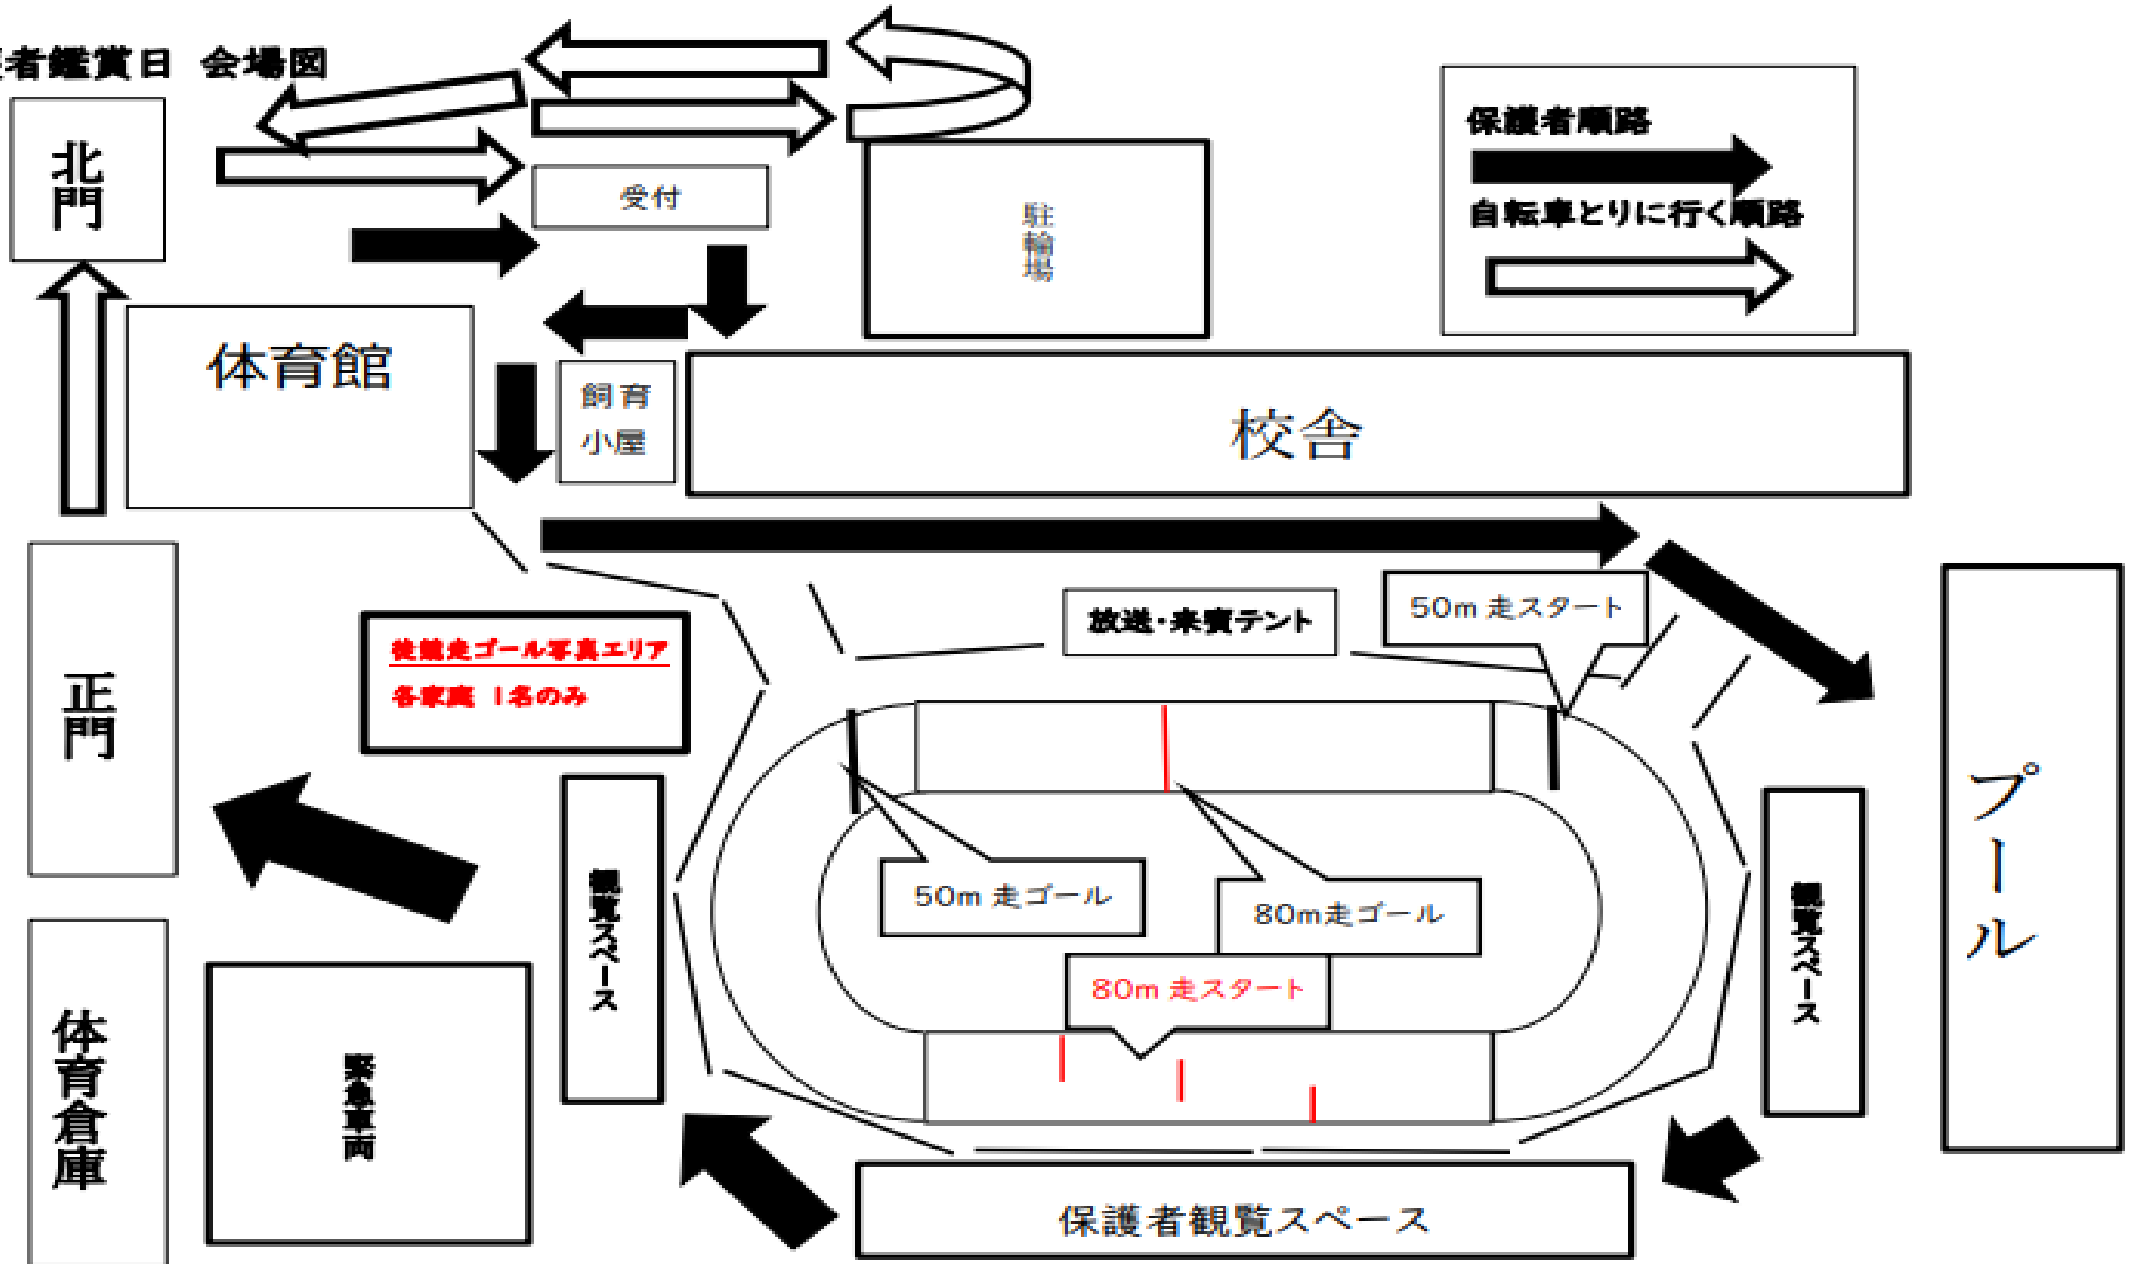 者鑑賞日 会場図
北門
受付
駐輪場
保護者順路
自転車とりに行く順路
体育館
飼育
小屋
校舎
正門
徒競走ゴール写真エリア
各家庭 1名のみ
放送・来賓テント
50m 走スタート
プール
観覧スペース
50m 走ゴール
80m走ゴール
80m 走スタート
観覧スペース
体育倉庫
緊急車両
保護者観覧スペース